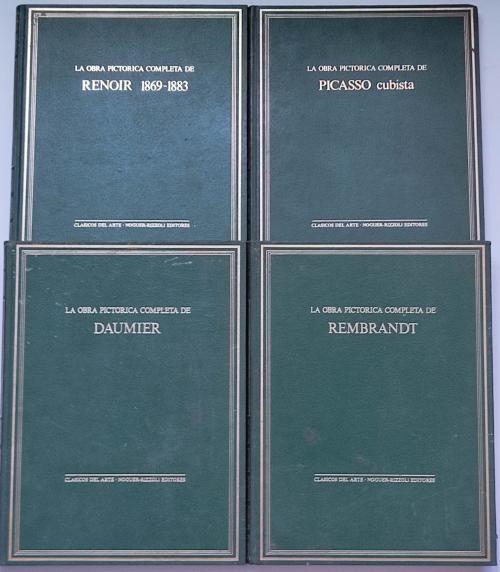 LA OBRA PICTORICA COMPLETA DE
RENOIR 1869-1883
CLASICOS DEL ARTE · NOGUER-RIZZOLI EDITORES
LA OBRA PICTORICA COMPLETA DE
PICASSO cubista
CLASICOS DEL ARTE · NOGUER-RIZZOLI EDITORES
LA OBRA PICTORICA COMPLETA DE
DAUMIER
CLASICOS DEL ARTE · NOGUER-RIZZOLI EDITORES
LA OBRA PICTORICA COMPLETA DE
REMBRANDT
CLASICOS DEL ARTE · NOGUER-RIZZOLI EDITORES